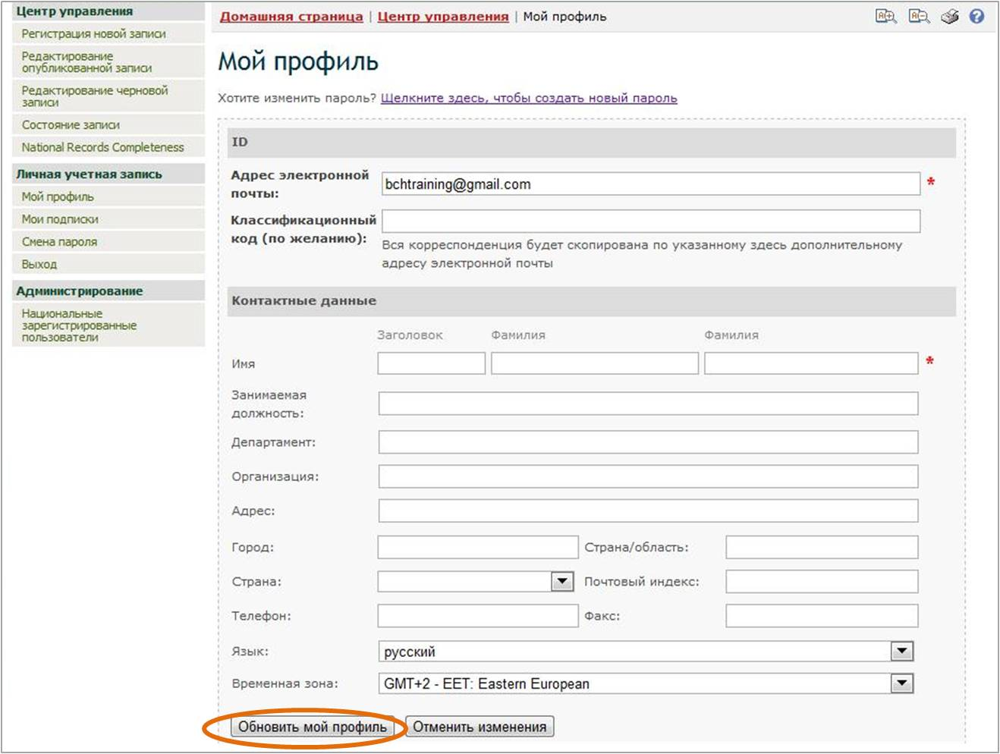 Центр управления
Регистрация новой записи
Редактирование
опубликованной записи
Редактирование черновой
записи
Состояние записи
National Records Completeness
Личная учетная запись
Мой профиль
Мои подписки
Смена пароля
Выход
Администрирование
Национальные
зарегистрированные
пользователи
Домашняя страница | Центр управления | Мой профиль
Мой профиль
Хотите изменить пароль? Щелкните здесь, чтобы создать новый пароль
ID
Адрес электронной
почты:
bchtraining@gmail.com *
Классификационный
код (по желанию):
Вся корреспонденция будет скопирована по указанному здесь дополнительному
адресу электронной почты
Контактные данные
Заголовок Фамилия Фамилия
Имя *
Занимаемая
должность:
Департамент:
Организация:
Адрес:
Город: Страна/область:
Страна: Почтовый индекс:
Телефон: Факс:
Язык: русский
Временная зона: GMT+2 - EET: Eastern European
Обновить мой профиль Отменить изменения